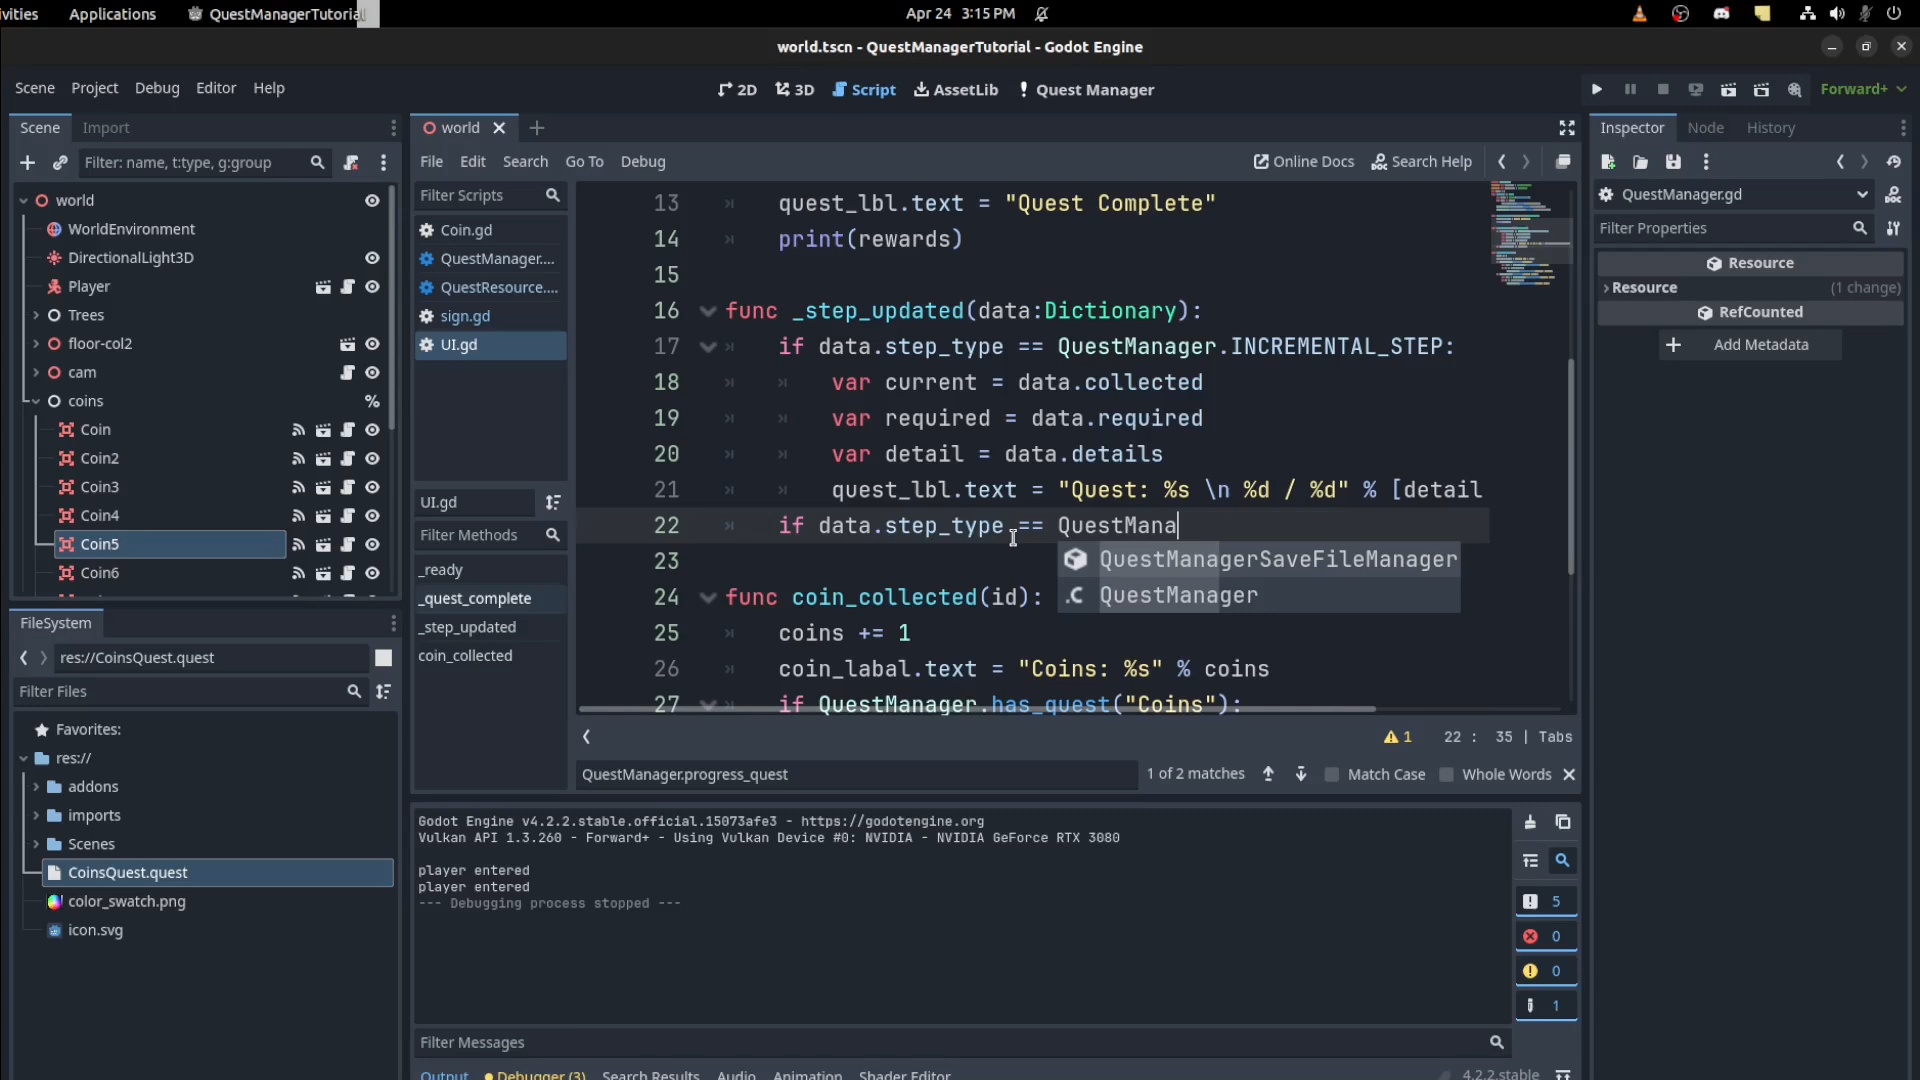 ivities Applications QuestManagerTutorial Apr 24 3:15 PM
world.tscn - QuestManagerTutorial - Godot Engine
Scene Project Debug Editor Help 2D 3D Script AssetLib Quest Manager Forward+
Scene Import
Filter: name, t:type, g:group
world
WorldEnvironment
DirectionalLight3D
Player
Trees
floor-col2
cam
coins
Coin
Coin2
Coin3
Coin4
Coin5
Coin6
FileSystem
res://CoinsQuest.quest
Filter Files
Favorites:
res://
addons
imports
Scenes
CoinsQuest.quest
color_swatch.png
icon.svg
world
File Edit Search Go To Debug Online Docs Search Help
Filter Scripts
Coin.gd
QuestManager....
QuestResource....
sign.gd
UI.gd
UI.gd
Filter Methods
_ready
_quest_complete
_step_updated
coin_collected
13 quest_lbl.text = "Quest Complete"
14 print(rewards)
15
16 func _step_updated(data:Dictionary):
17 if data.step_type == QuestManager.INCREMENTAL_STEP:
18 var current = data.collected
19 var required = data.required
20 var detail = data.details
21 quest_lbl.text = "Quest: %s \n %d / %d" % [detail
22 if data.step_type == QuestMana
QuestManagerSaveFileManager
QuestManager
23
24 func coin_collected(id):
25 coins += 1
26 coin_labal.text = "Coins: %s" % coins
27 if QuestManager.has_quest("Coins"):
1 22 : 35 | Tabs
QuestManager.progress_quest 1 of 2 matches Match Case Whole Words
Godot Engine v4.2.2.stable.official.15073afe3 - https://godotengine.org
Vulkan API 1.3.260 - Forward+ - Using Vulkan Device #0: NVIDIA - NVIDIA GeForce RTX 3080
player entered
player entered
--- Debugging process stopped ---
5
0
0
1
Filter Messages
Output Debugger (3) Search Results Audio Animation Shader Editor 4.2.2.stable
Inspector Node History
QuestManager.gd
Filter Properties
Resource
Resource (1 change)
RefCounted
Add Metadata